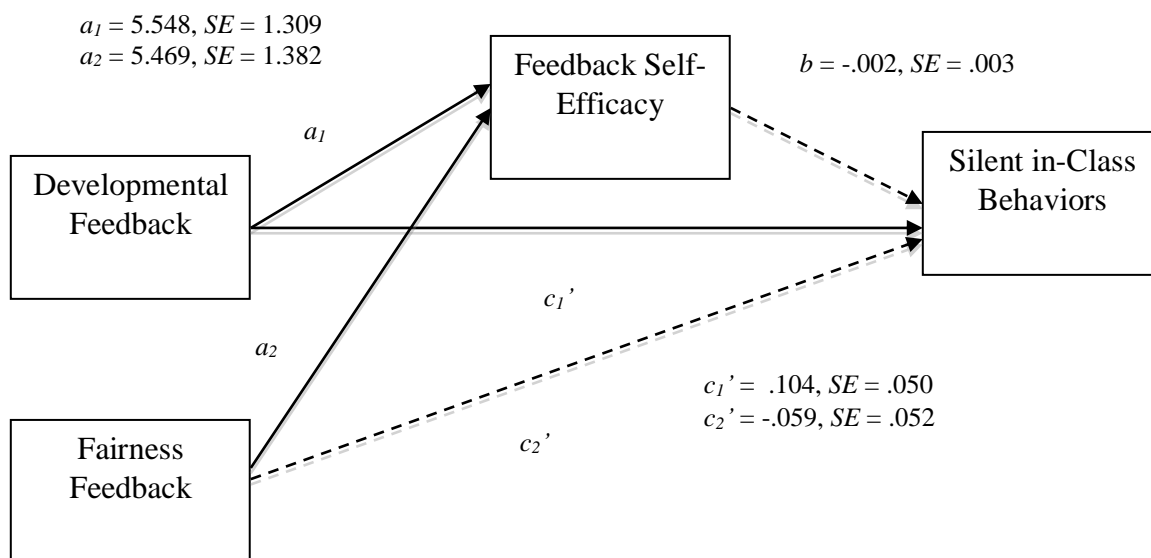 a1 = 5.548, SE = 1.309
a2 = 5.469, SE = 1.382
Feedback Self-
Efficacy
b = -.002, SE = .003
a1
Silent in-Class
Behaviors
Developmental
Feedback
c1’
a2
c1’ =  .104, SE = .050
c2’ = -.059, SE = .052
c2’
Fairness
Feedback